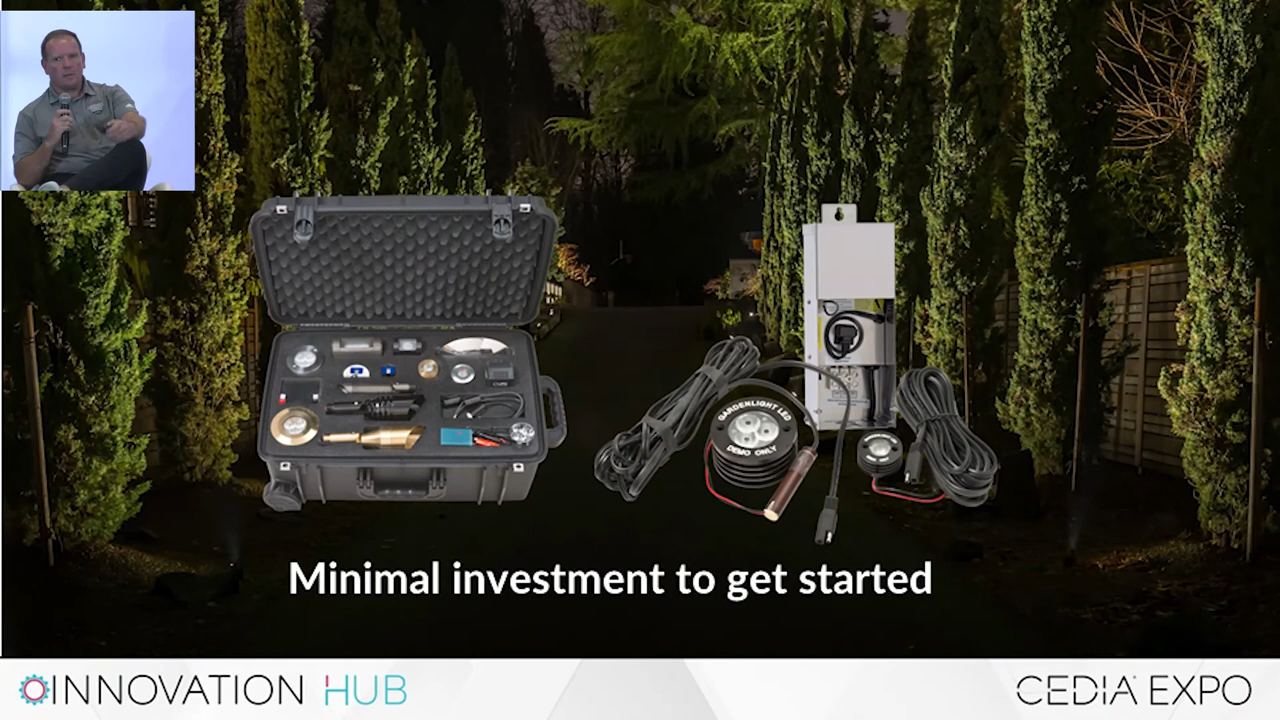 GARDENLIGHT LED
DEMO ONLY
Minimal investment to get started
INNOVATION HUB
CEDIA EXPO